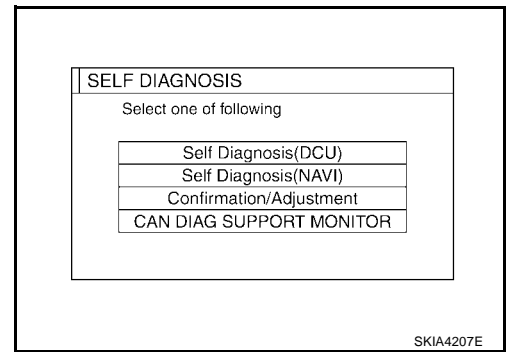 SELF DIAGNOSIS
Select one of following
Self Diagnosis(DCU)
Self Diagnosis(NAVI)
Confirmation/Adjustment
CAN DIAG SUPPORT MONITOR
SKIA4207E